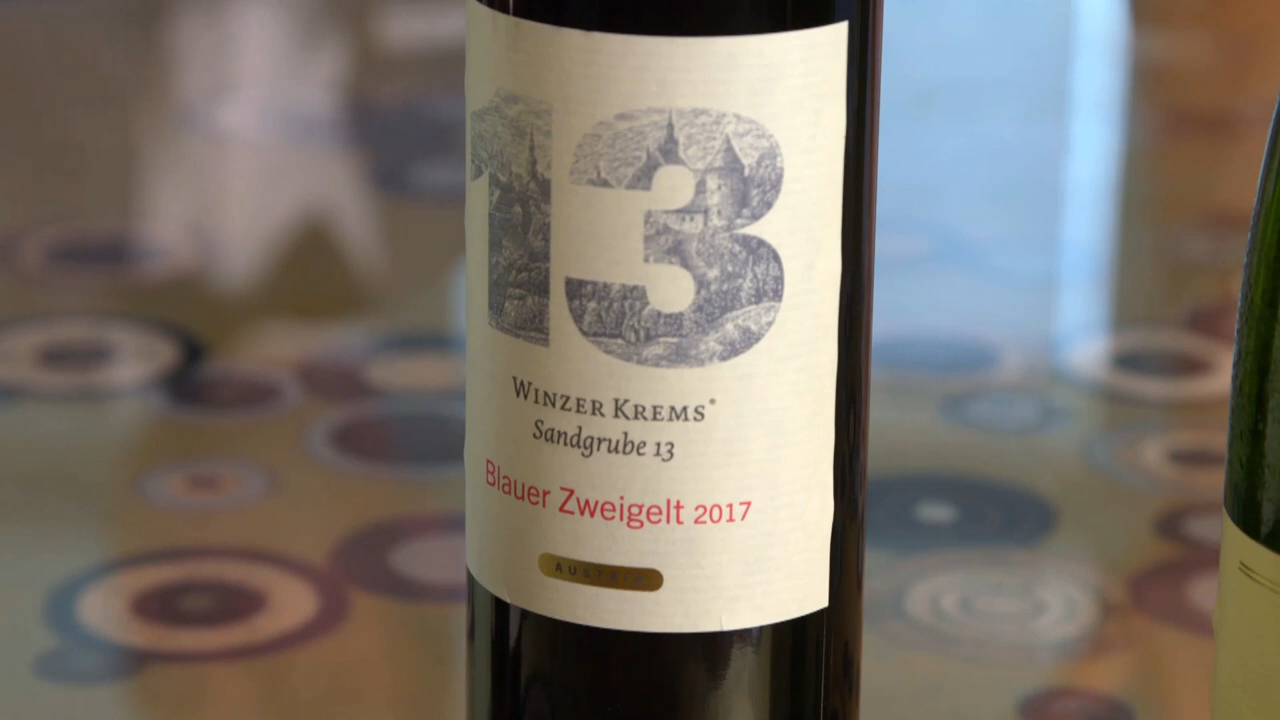 13
WINZER KREMS®
Sandgrube 13
Blauer Zweigelt 2017
AUSTRIA